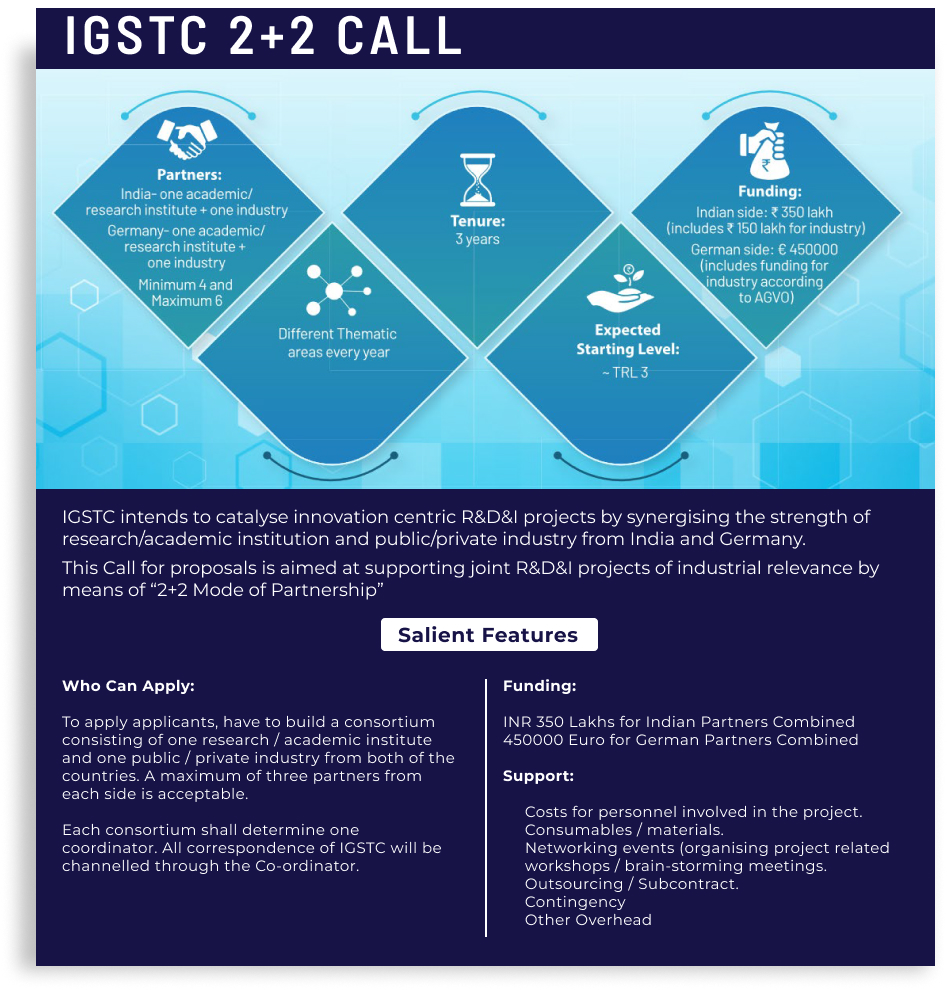 IGSTC 2+2 CALL
Partners:
India- one academic/
research institute + one industry
Germany- one academic/
research institute +
one industry
Minimum 4 and
Maximum 6
Different Thematic
areas every year
Tenure:
3 years
Expected
Starting Level:
~ TRL 3
₹
Funding:
Indian side: ₹ 350 lakh
(includes ₹ 150 lakh for industry)
German side: € 450000
(includes funding for
industry according
to AGVO)
IGSTC intends to catalyse innovation centric R&D&I projects by synergising the strength of
research/academic institution and public/private industry from India and Germany.
This Call for proposals is aimed at supporting joint R&D&I projects of industrial relevance by
means of “2+2 Mode of Partnership”
Salient Features
Who Can Apply:
To apply applicants, have to build a consortium
consisting of one research / academic institute
and one public / private industry from both of the
countries. A maximum of three partners from
each side is acceptable.
Each consortium shall determine one
coordinator. All correspondence of IGSTC will be
channelled through the Co-ordinator.
Funding:
INR 350 Lakhs for Indian Partners Combined
450000 Euro for German Partners Combined
Support:
Costs for personnel involved in the project.
Consumables / materials.
Networking events (organising project related
workshops / brain-storming meetings.
Outsourcing / Subcontract.
Contingency
Other Overhead